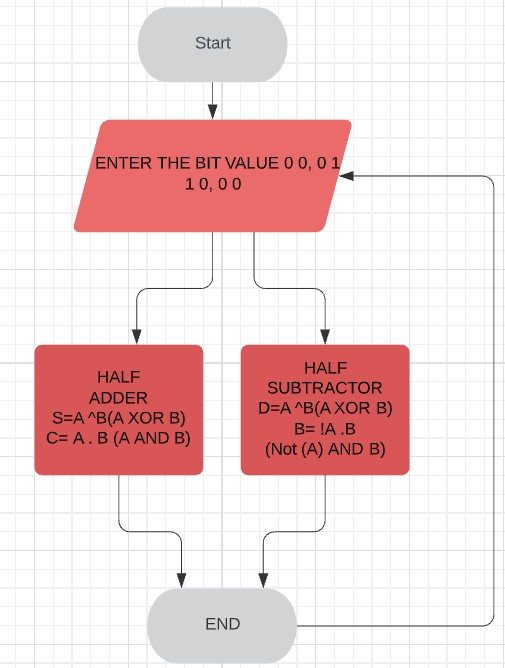 Start
ENTER THE BIT VALUE 0 0, 0 1
1 0, 0 0
HALF
ADDER
S=A ^B(A XOR B)
C= A . B (A AND B)
HALF
SUBTRACTOR
D=A ^B(A XOR B)
B= !A .B
(Not (A) AND B)
END